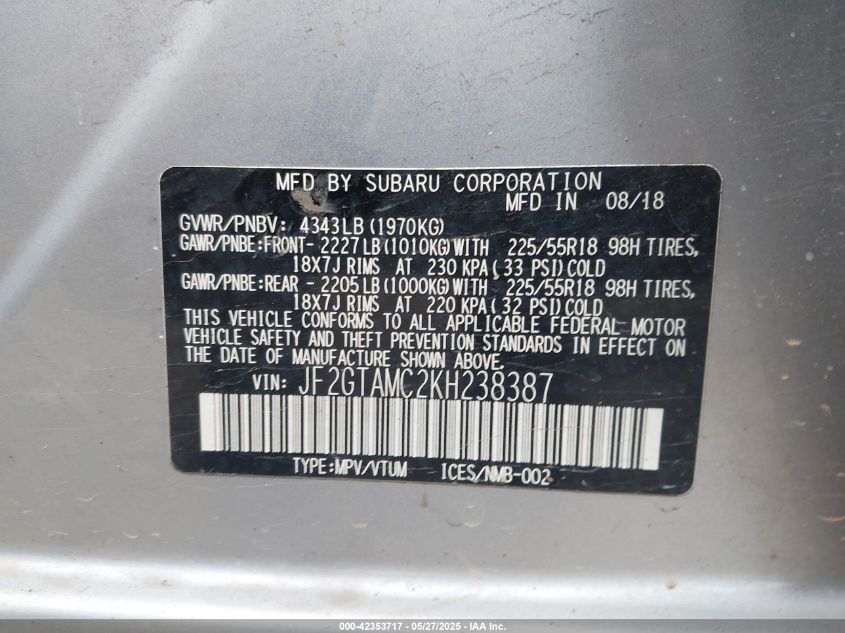 MFD BY SUBARU CORPORATION
MFD IN 08/18
GVWR/PNBV: 4343LB (1970KG)
GAWR/PNBE:FRONT- 2227LB(1010KG)WITH 225/55R18 98H TIRES,
18X7J RIMS AT 230 KPA( 33 PSI)COLD
GAWR/PNBE:REAR - 2205LB(1000KG)WITH 225/55R18 98H TIRES,
18X7J RIMS AT 220 KPA( 32 PSI)COLD
THIS VEHICLE CONFORMS TO ALL APPLICABLE FEDERAL MOTOR
VEHICLE SAFETY AND THEFT PREVENTION STANDARDS IN EFFECT ON
THE DATE OF MANUFACTURE SHOWN ABOVE.
VIN: JF2GTAMC2KH238387
TYPE:MPV/VTUM ICES/NMB-002
000-42353717 - 05/27/2025 - IAA Inc.